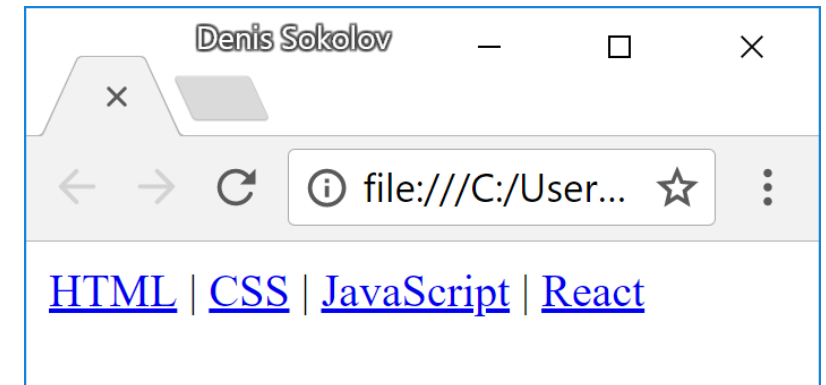 Denis Sokolov
file:///C:/User...
HTML | CSS | JavaScript | React